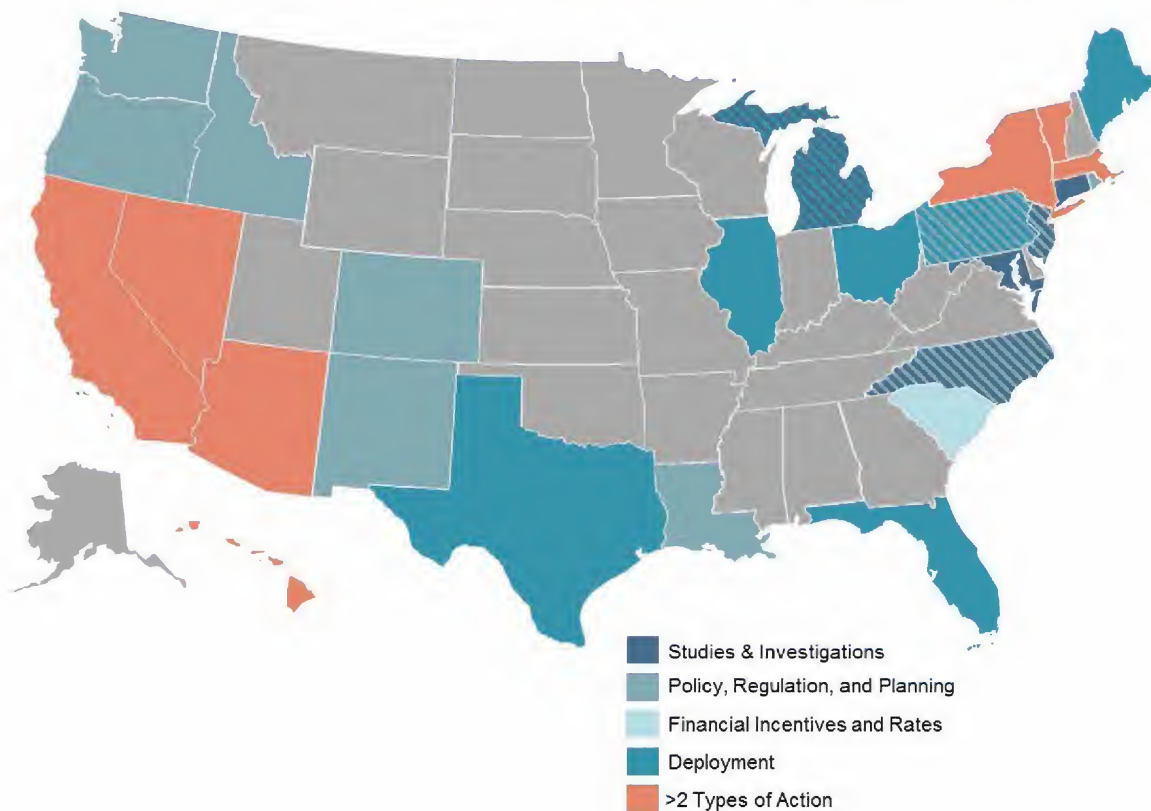 Studies & Investigations
Policy, Regulation, and Planning
Financial Incentives and Rates
Deployment
>2 Types of Action